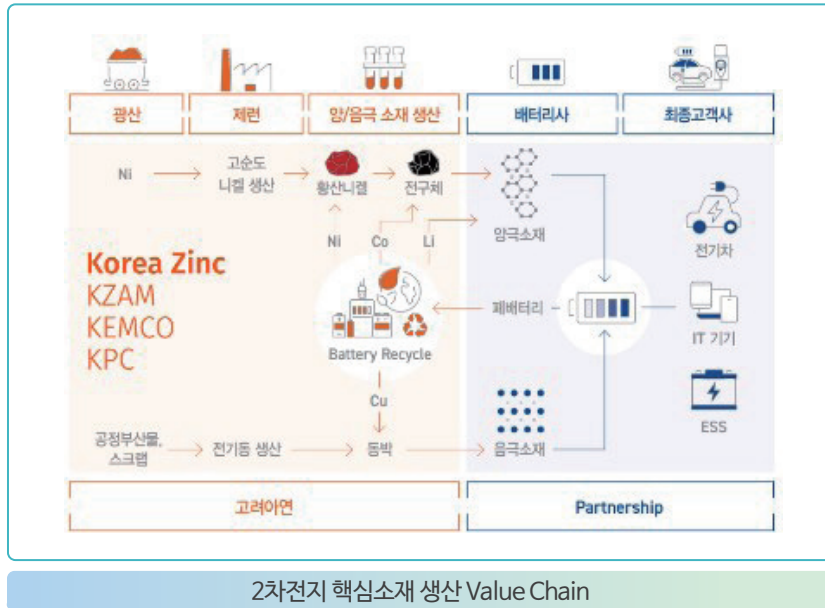 광산
제련
양/음극 소재 생산
배터리사
최종고객사
Ni
고순도
니켈 생산
황산니켈
전구체
양극소재
전기차
Ni
Co
Li
Korea Zinc
KZAM
KEMCO
KPC
Battery Recycle
폐배터리
IT 기기
Cu
ESS
공정부산물,
스크랩
전기동 생산
동박
음극소재
고려아연
Partnership
2차전지 핵심소재 생산 Value Chain